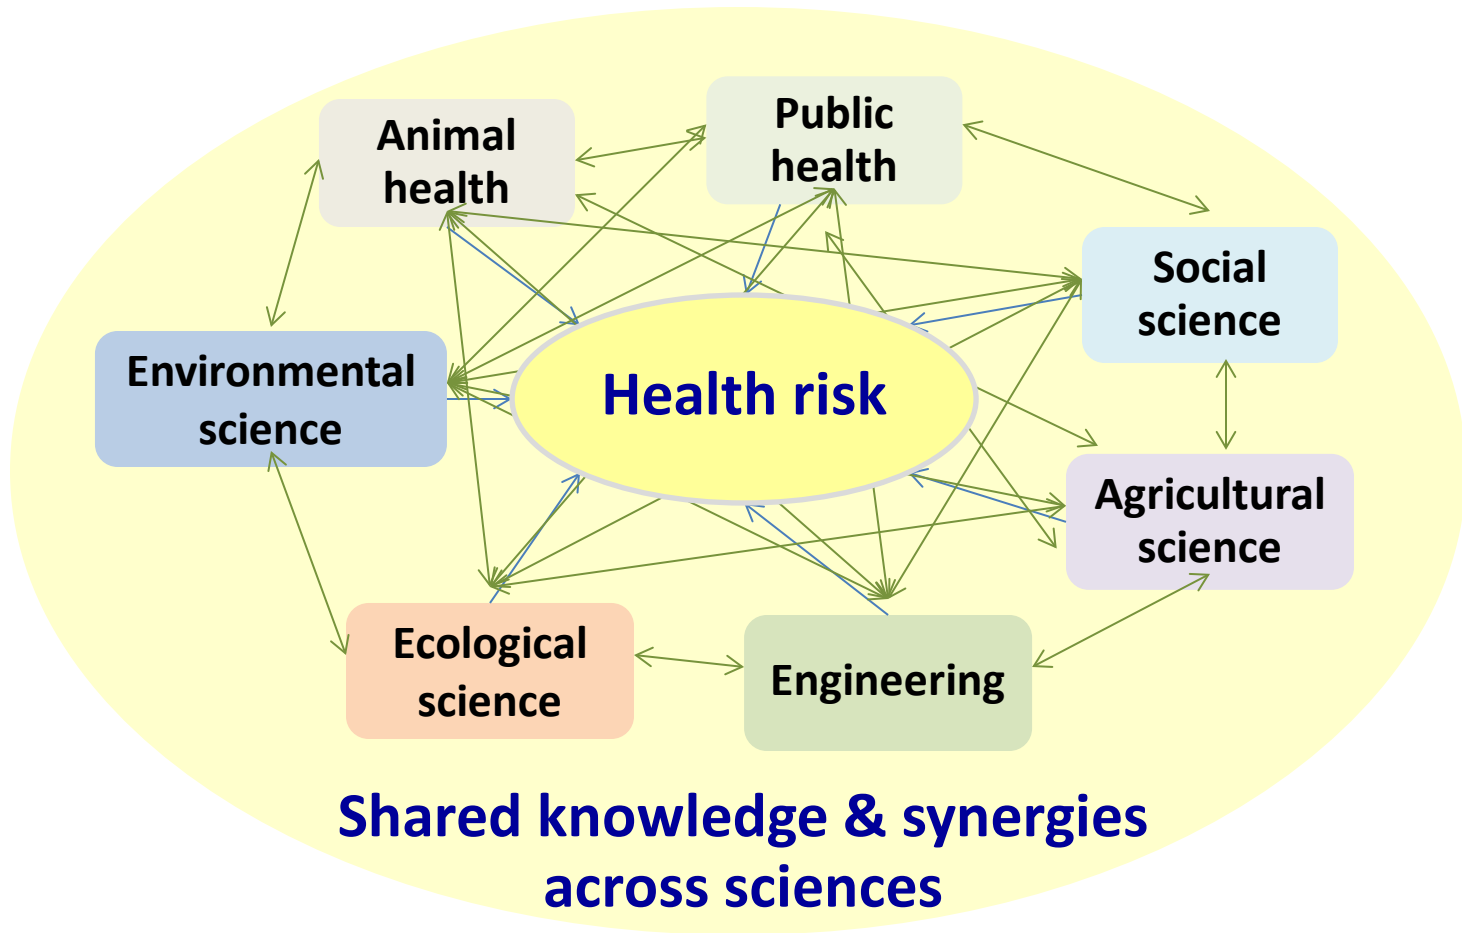 Animal
health
Public
health
Social
science
Environmental
science
Health risk
Agricultural
science
Ecological
science
Engineering
Shared knowledge & synergies
across sciences